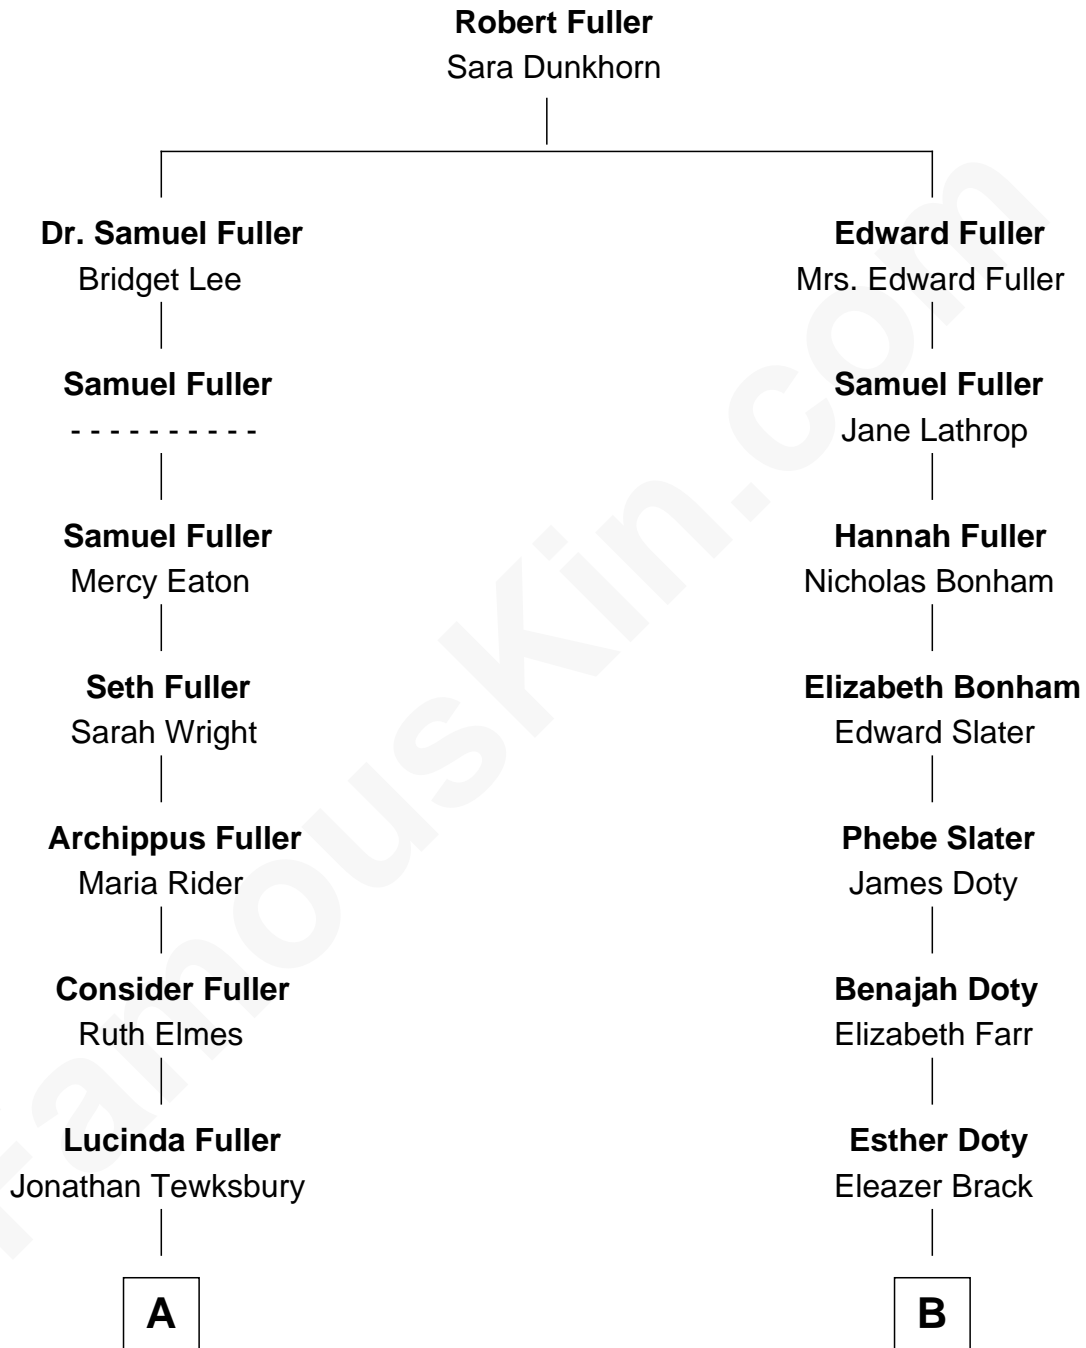 Robert Fuller
Sara Dunkhorn
Dr. Samuel Fuller
Bridget Lee
Edward Fuller
Mrs. Edward Fuller
Samuel Fuller
- - - - - - - - - -
Samuel Fuller
Jane Lathrop
Samuel Fuller
Mercy Eaton
Hannah Fuller
Nicholas Bonham
Seth Fuller
Sarah Wright
Elizabeth Bonham
Edward Slater
Archippus Fuller
Maria Rider
Phebe Slater
James Doty
Consider Fuller
Ruth Elmes
Benajah Doty
Elizabeth Farr
Lucinda Fuller
Jonathan Tewksbury
Esther Doty
Eleazer Brack
A
B
FamousKin.com